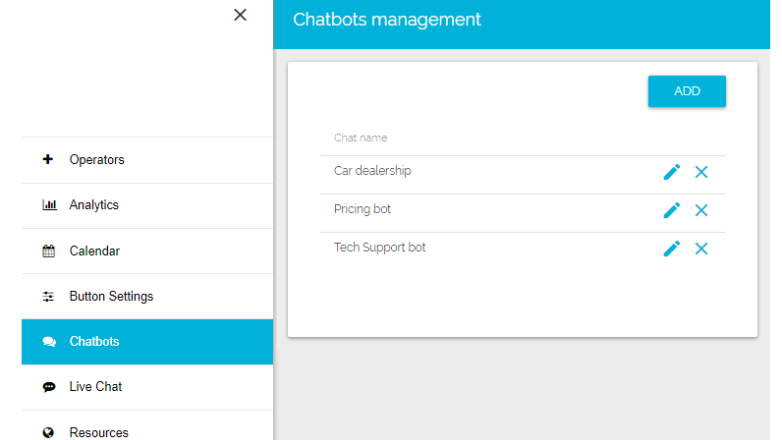 Chatbots management
ADD
Chat name
Car dealership
Pricing bot
Tech Support bot
Operators
Analytics
Calendar
Button Settings
Chatbots
Live Chat
Resources